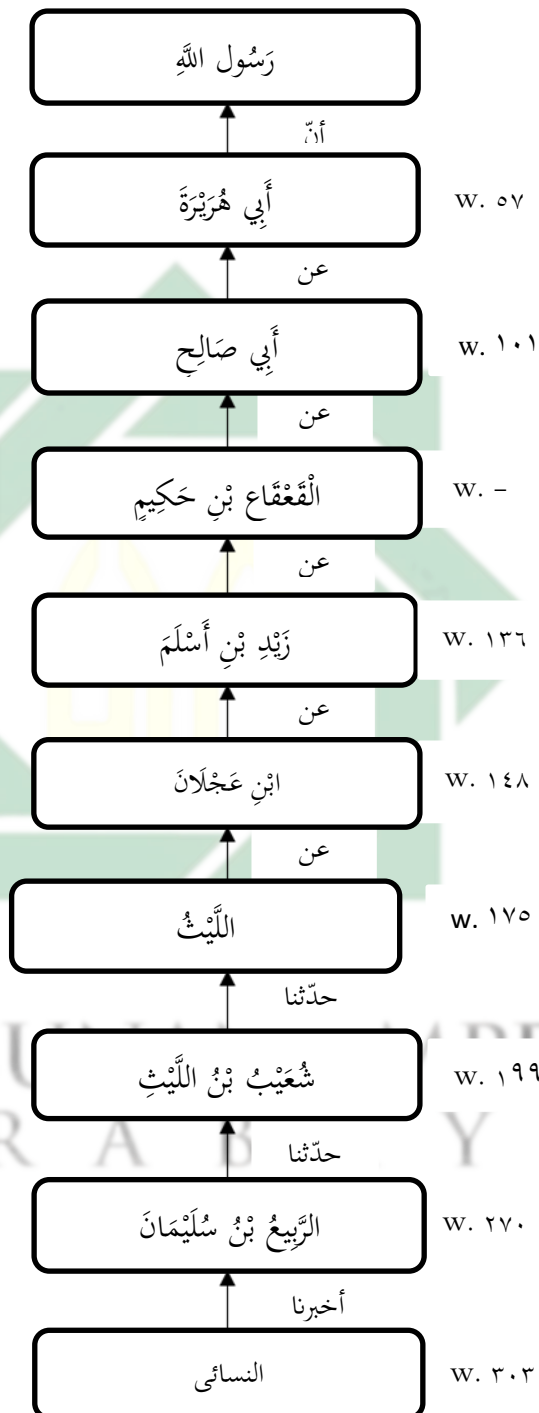 رَسُول اللَّهِ
أنّ
أَبِي هُرَيْرَةَ
w. ٥٧
عن
أَبِي صَالِحٍ
w. ١٠١
عن
الْقَعْقَاع بْنِ حَكِيمٍ
w. -
عن
زَيْدِ بْنِ أَسْلَمَ
w. ١٣٦
عن
ابْنِ عَجْلَانَ
w. ١٤٨
عن
اللَّيْثُ
w. ١٧٥
حدّثنا
شُعَيْبُ بْنُ اللَّيْثِ
w. ١٩٩
حدّثنا
الرَّبِيعُ بْنُ سُلَيْمَانَ
w. ٢٧٠
أخبرنا
النسائى
w. ٣٠٣